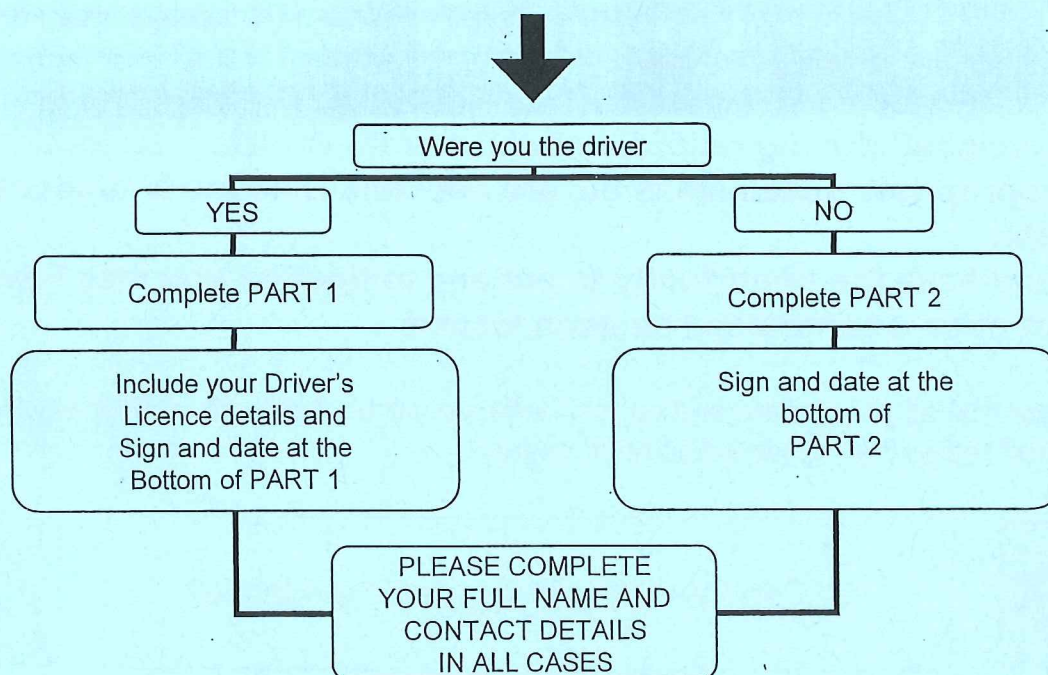 Were you the driver
YES
NO
Complete PART 1
Complete PART 2
Include your Driver's
Licence details and
Sign and date at the
Bottom of PART 1
Sign and date at the
bottom of
PART 2
PLEASE COMPLETE
YOUR FULL NAME AND
CONTACT DETAILS
IN ALL CASES